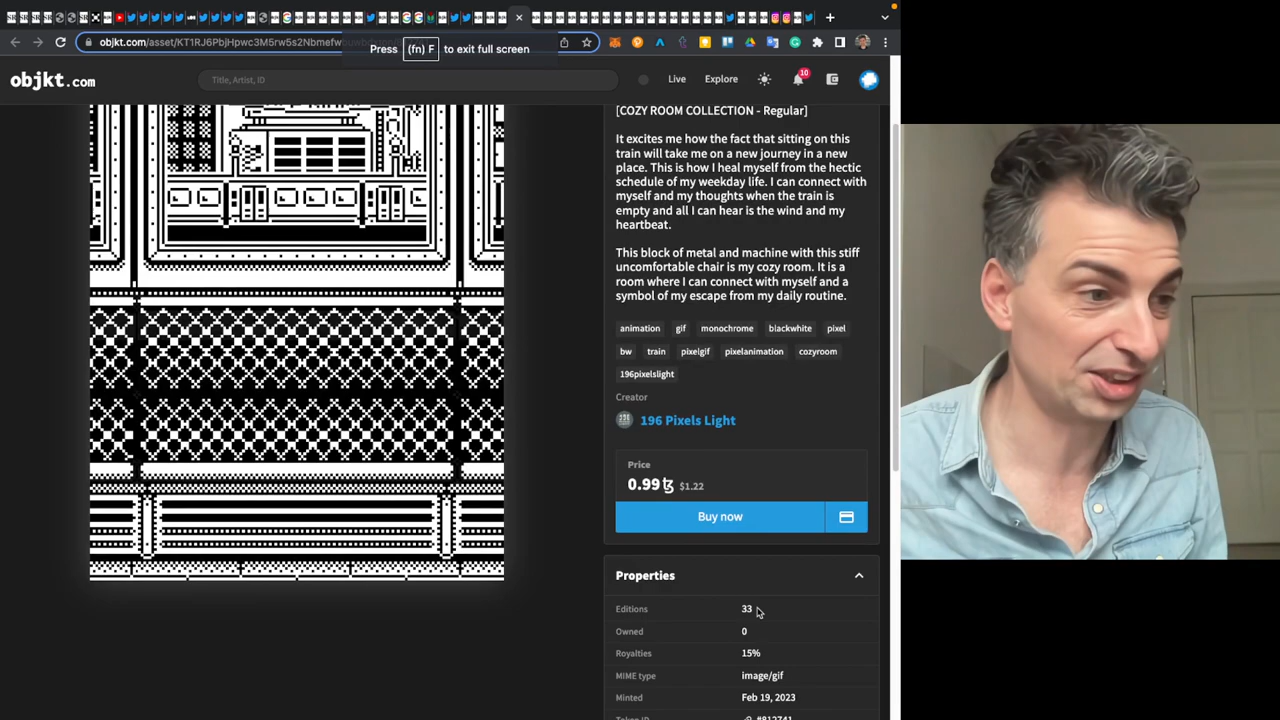 objkt.com/asset/KT1RJ6PbjHpwc3M5rw5s2Nbmefw
Press (fn) F to exit full screen
objkt.com
Title, Artist, ID
Live
Explore
10
[COZY ROOM COLLECTION - Regular]
It excites me how the fact that sitting on this
train will take me on a new journey in a new
place. This is how I heal myself from the hectic
schedule of my weekday life. I can connect with
myself and my thoughts when the train is
empty and all I can hear is the wind and my
heartbeat.
This block of metal and machine with this stiff
uncomfortable chair is my cozy room. It is a
room where I can connect with myself and a
symbol of my escape from my daily routine.
animation gif monochrome blackwhite pixel
bw train pixelgif pixelanimation cozyroom
196pixelslight
Creator
196 Pixels Light
Price
0.99 ꜩ $1.22
Buy now
Properties
Editions 33
Owned 0
Royalties 15%
MIME type image/gif
Minted Feb 19, 2023
Token ID #812741